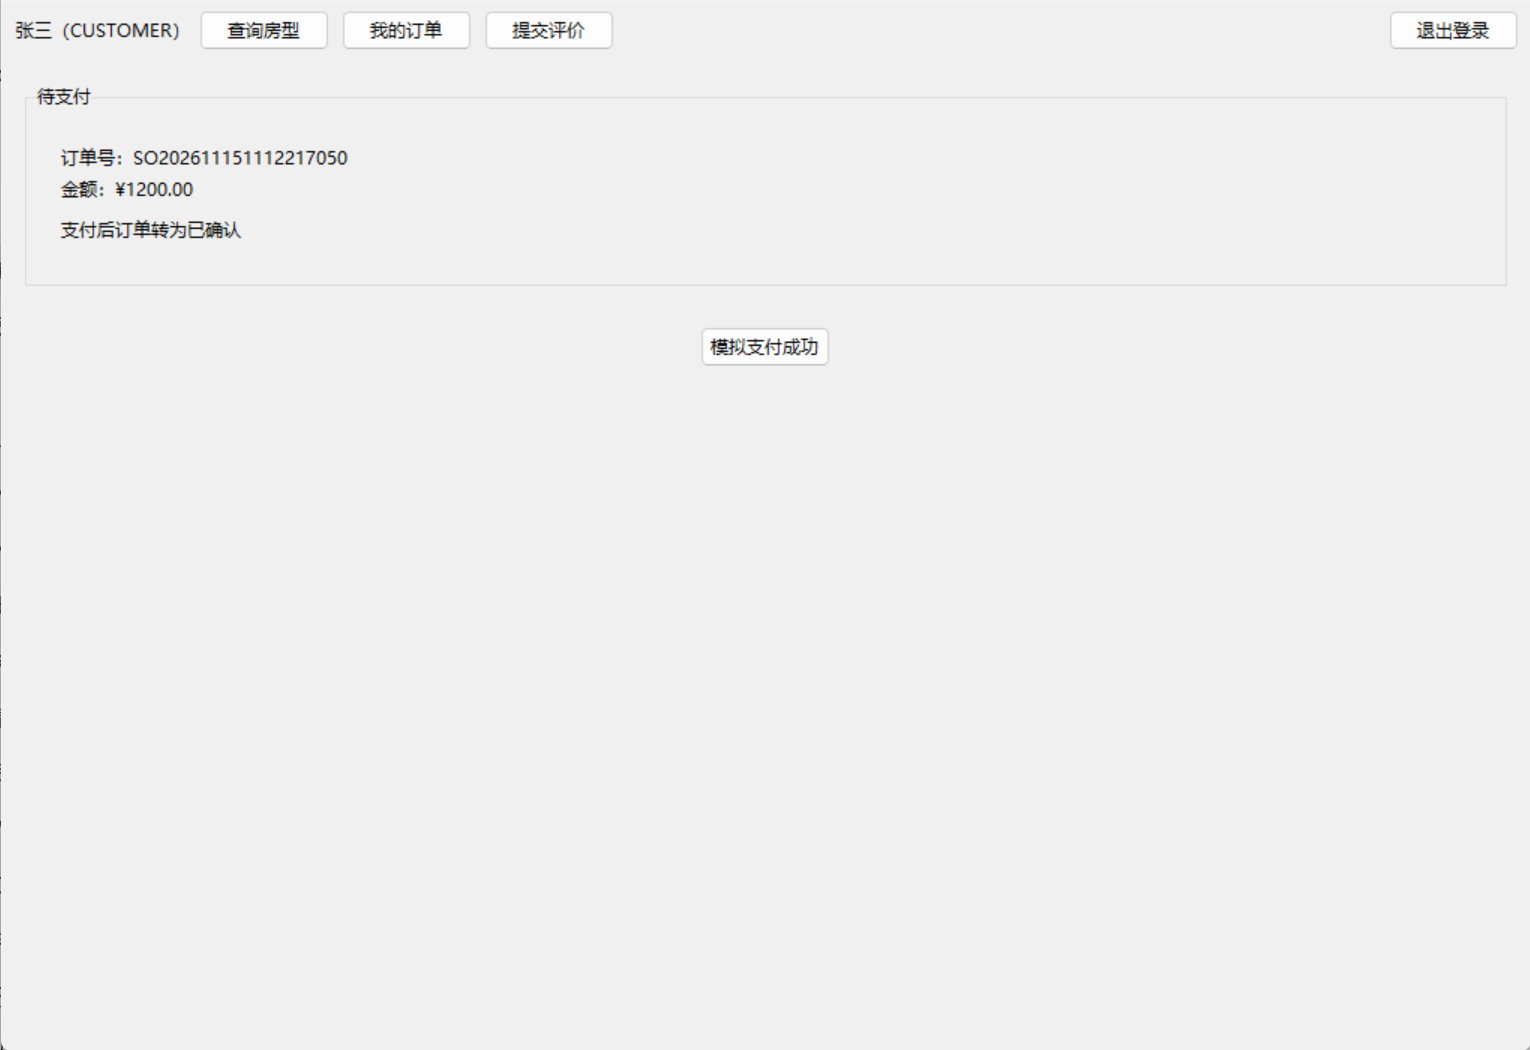 张三（CUSTOMER） 查询房型 我的订单 提交评价 退出登录
待支付
订单号：SO202611151112217050
金额：¥1200.00
支付后订单转为已确认
模拟支付成功